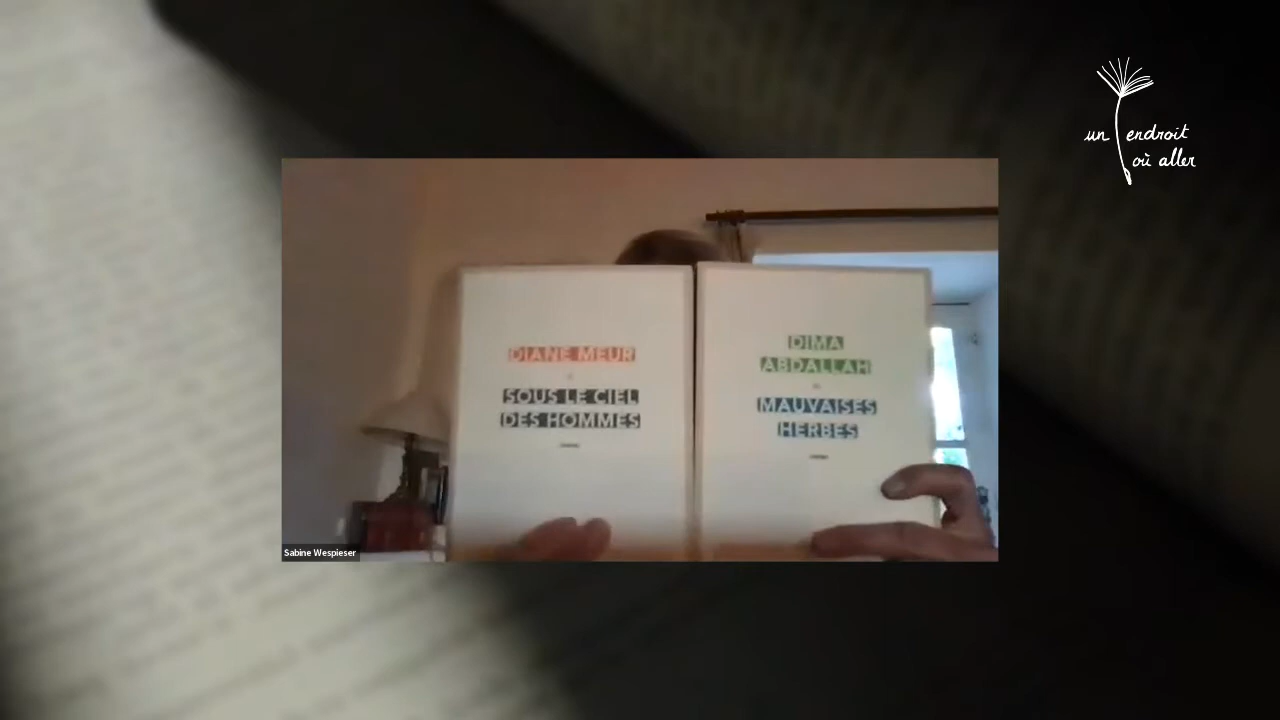 un endroit
où aller
DIANE MEUR
SOUS LE CIEL
DES HOMMES
DIMA
ABDALLAH
MAUVAISES
HERBES
Sabine Wespieser